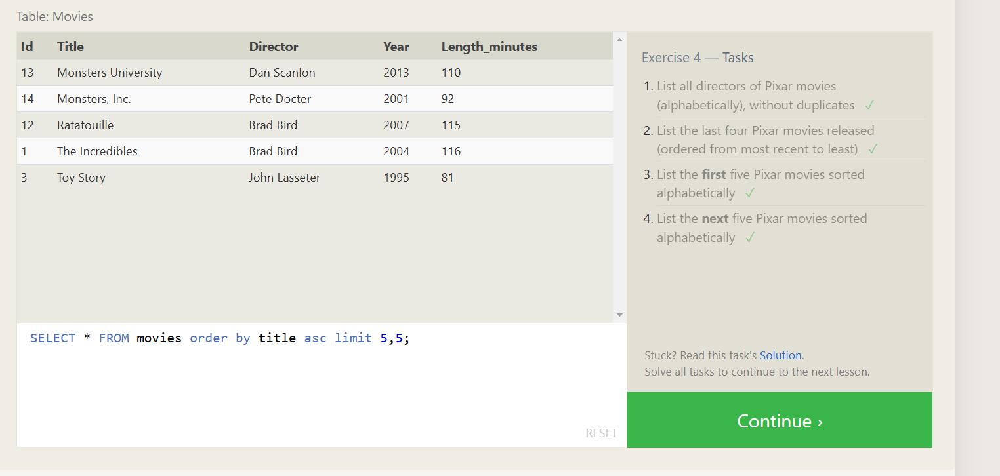 Table: Movies
Id Title Director Year Length_minutes
13 Monsters University Dan Scanlon 2013 110
14 Monsters, Inc. Pete Docter 2001 92
12 Ratatouille Brad Bird 2007 115
1 The Incredibles Brad Bird 2004 116
3 Toy Story John Lasseter 1995 81
SELECT * FROM movies order by title asc limit 5,5;
RESET
Exercise 4 — Tasks
1. List all directors of Pixar movies
(alphabetically), without duplicates ✓
2. List the last four Pixar movies released
(ordered from most recent to least) ✓
3. List the first five Pixar movies sorted
alphabetically ✓
4. List the next five Pixar movies sorted
alphabetically ✓
Stuck? Read this task's Solution.
Solve all tasks to continue to the next lesson.
Continue ›